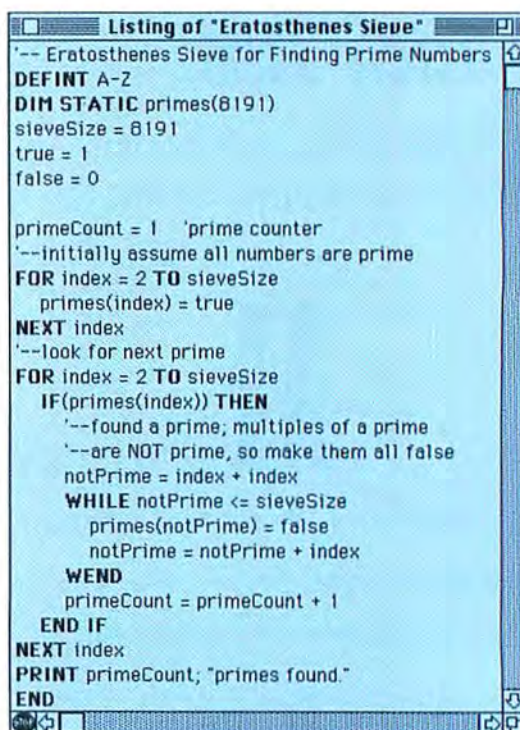 Listing of "Eratosthenes Sieve"
'-- Eratosthenes Sieve for Finding Prime Numbers
DEFINT A-Z
DIM STATIC primes(8191)
sieveSize = 8191
true = 1
false = 0
primeCount = 1 'prime counter
'--initially assume all numbers are prime
FOR index = 2 TO sieveSize
primes(index) = true
NEXT index
'--look for next prime
FOR index = 2 TO sieveSize
IF(primes(index)) THEN
'--found a prime; multiples of a prime
'--are NOT prime, so make them all false
notPrime = index + index
WHILE notPrime <= sieveSize
primes(notPrime) = false
notPrime = notPrime + index
WEND
primeCount = primeCount + 1
END IF
NEXT index
PRINT primeCount; "primes found."
END